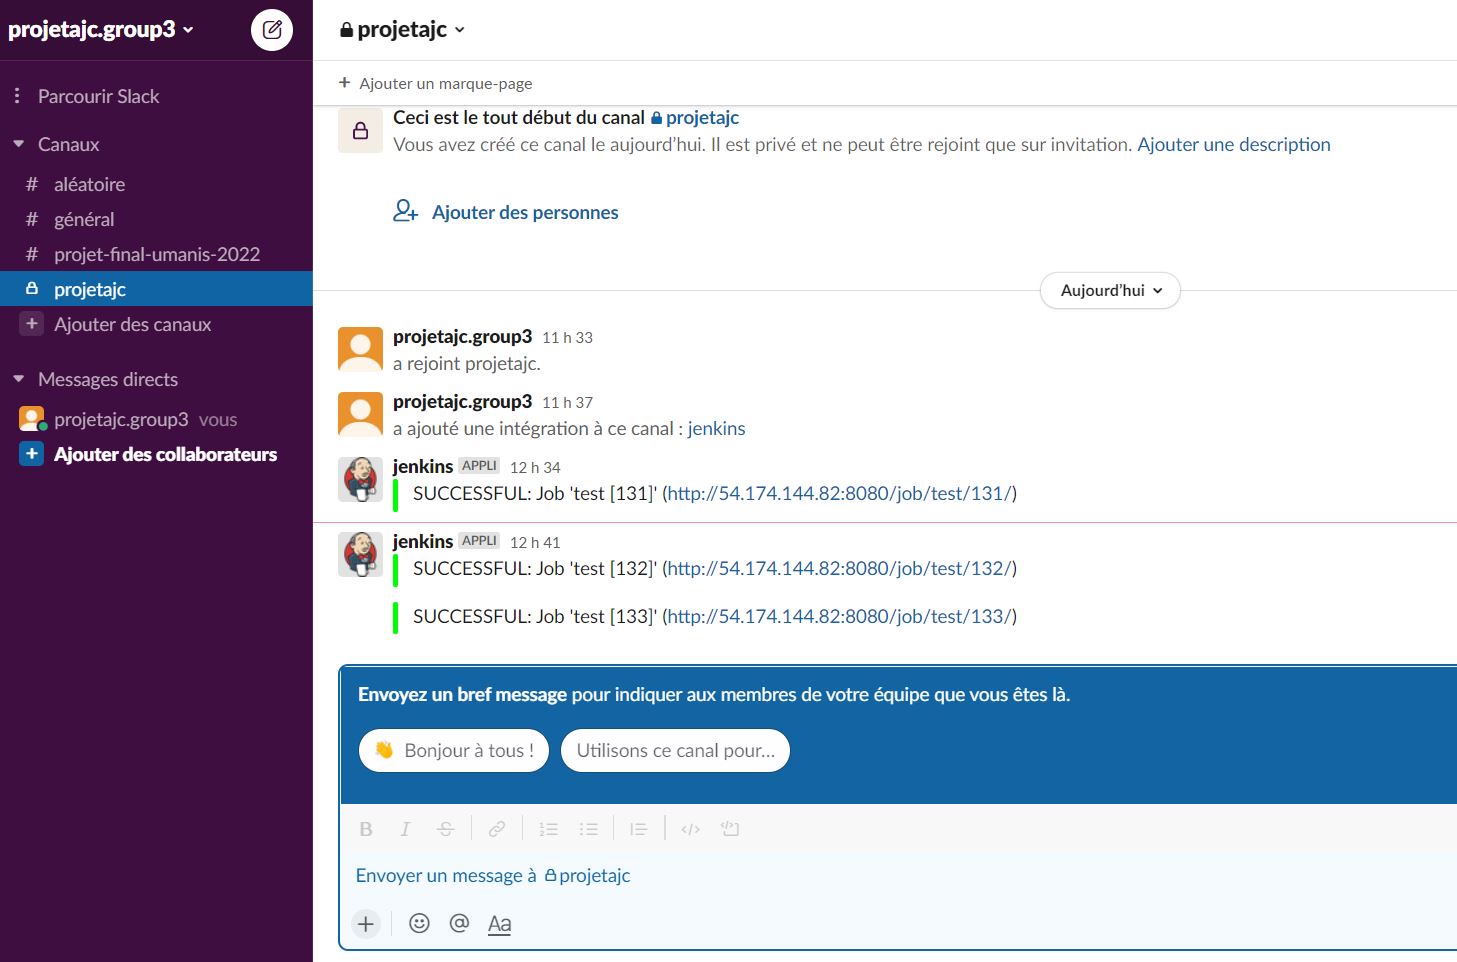 projetajc.group3
Parcourir Slack
Canaux
# aléatoire
# général
# projet-final-umanis-2022
projetajc
+ Ajouter des canaux
Messages directs
projetajc.group3 vous
+ Ajouter des collaborateurs
projetajc
+ Ajouter un marque-page
Ceci est le tout début du canal projetajc
Vous avez créé ce canal le aujourd’hui. Il est privé et ne peut être rejoint que sur invitation. Ajouter une description
Ajouter des personnes
Aujourd’hui
projetajc.group3 11 h 33
a rejoint projetajc.
projetajc.group3 11 h 37
a ajouté une intégration à ce canal : jenkins
jenkins APPLI 12 h 34
SUCCESSFUL: Job 'test [131]' (http://54.174.144.82:8080/job/test/131/)
jenkins APPLI 12 h 41
SUCCESSFUL: Job 'test [132]' (http://54.174.144.82:8080/job/test/132/)
SUCCESSFUL: Job 'test [133]' (http://54.174.144.82:8080/job/test/133/)
Envoyez un bref message pour indiquer aux membres de votre équipe que vous êtes là.
👋 Bonjour à tous !
Utilisons ce canal pour...
B I S
Envoyer un message à projetajc
+ @ Aa